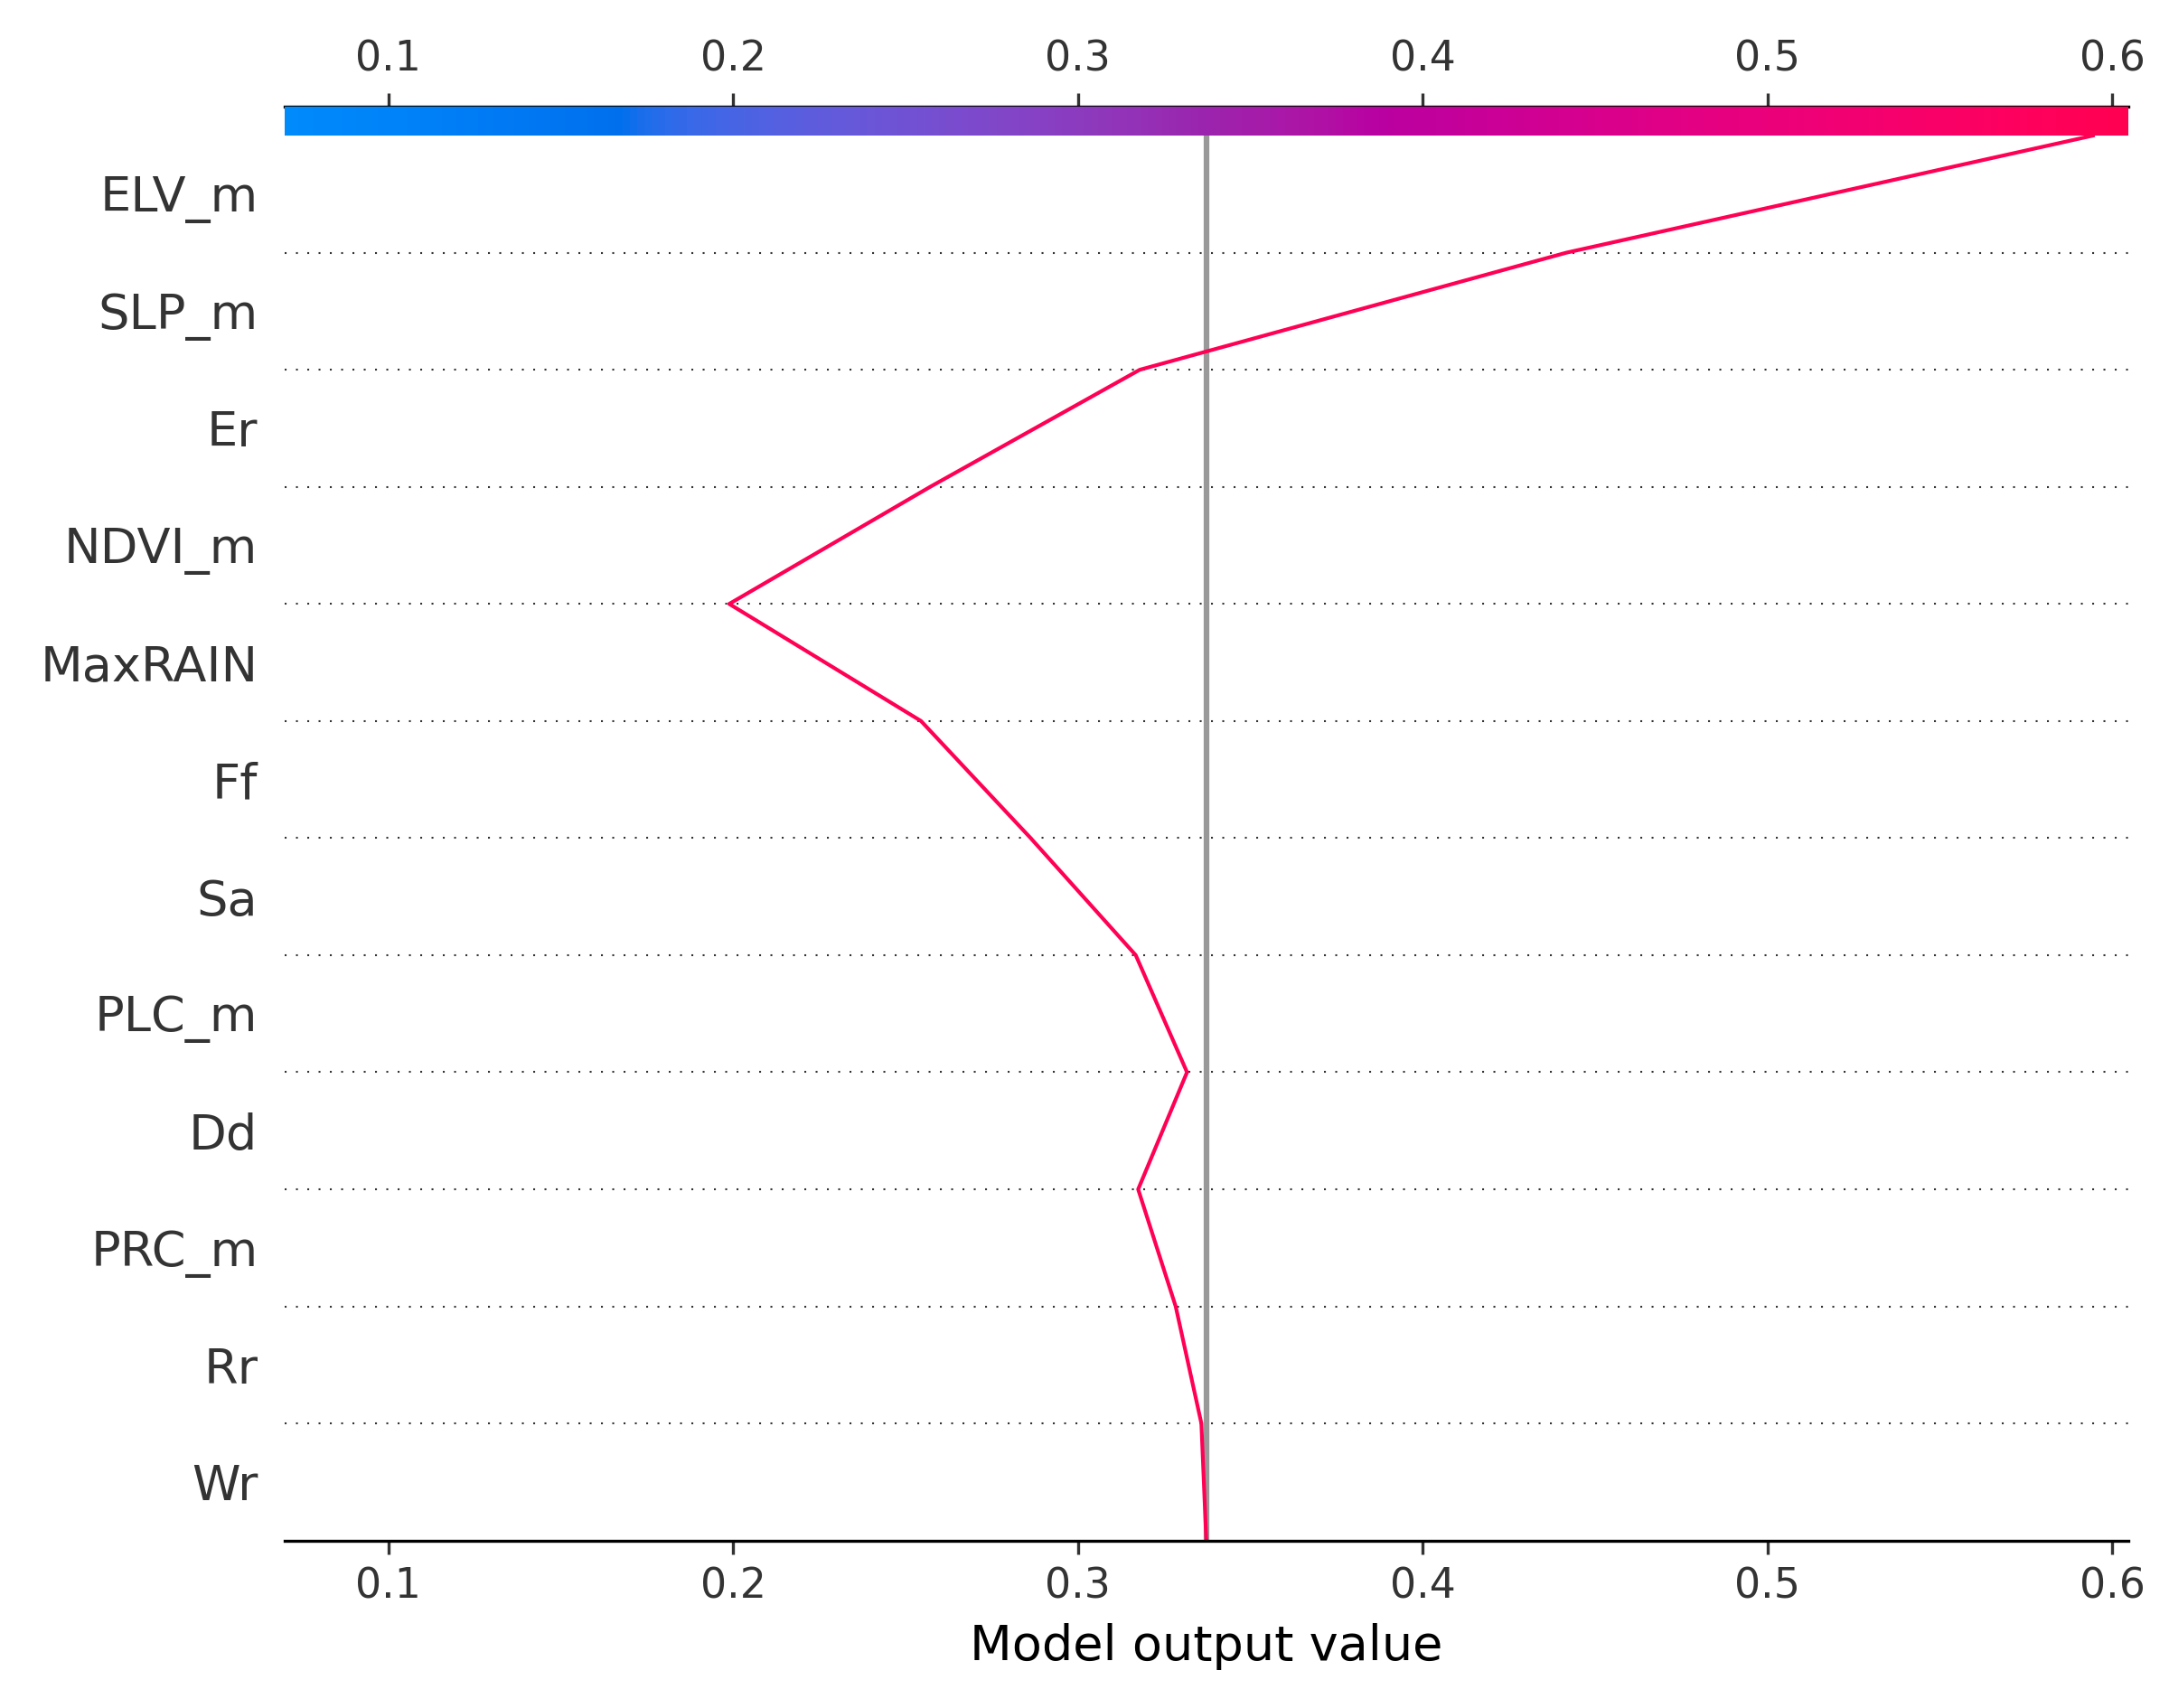 0.1 0.2 0.3 0.4 0.5 0.6
ELV_m
SLP_m
Er
NDVI_m
MaxRAIN
Ff
Sa
PLC_m
Dd
PRC_m
Rr
Wr
0.1 0.2 0.3 0.4 0.5 0.6
Model output value